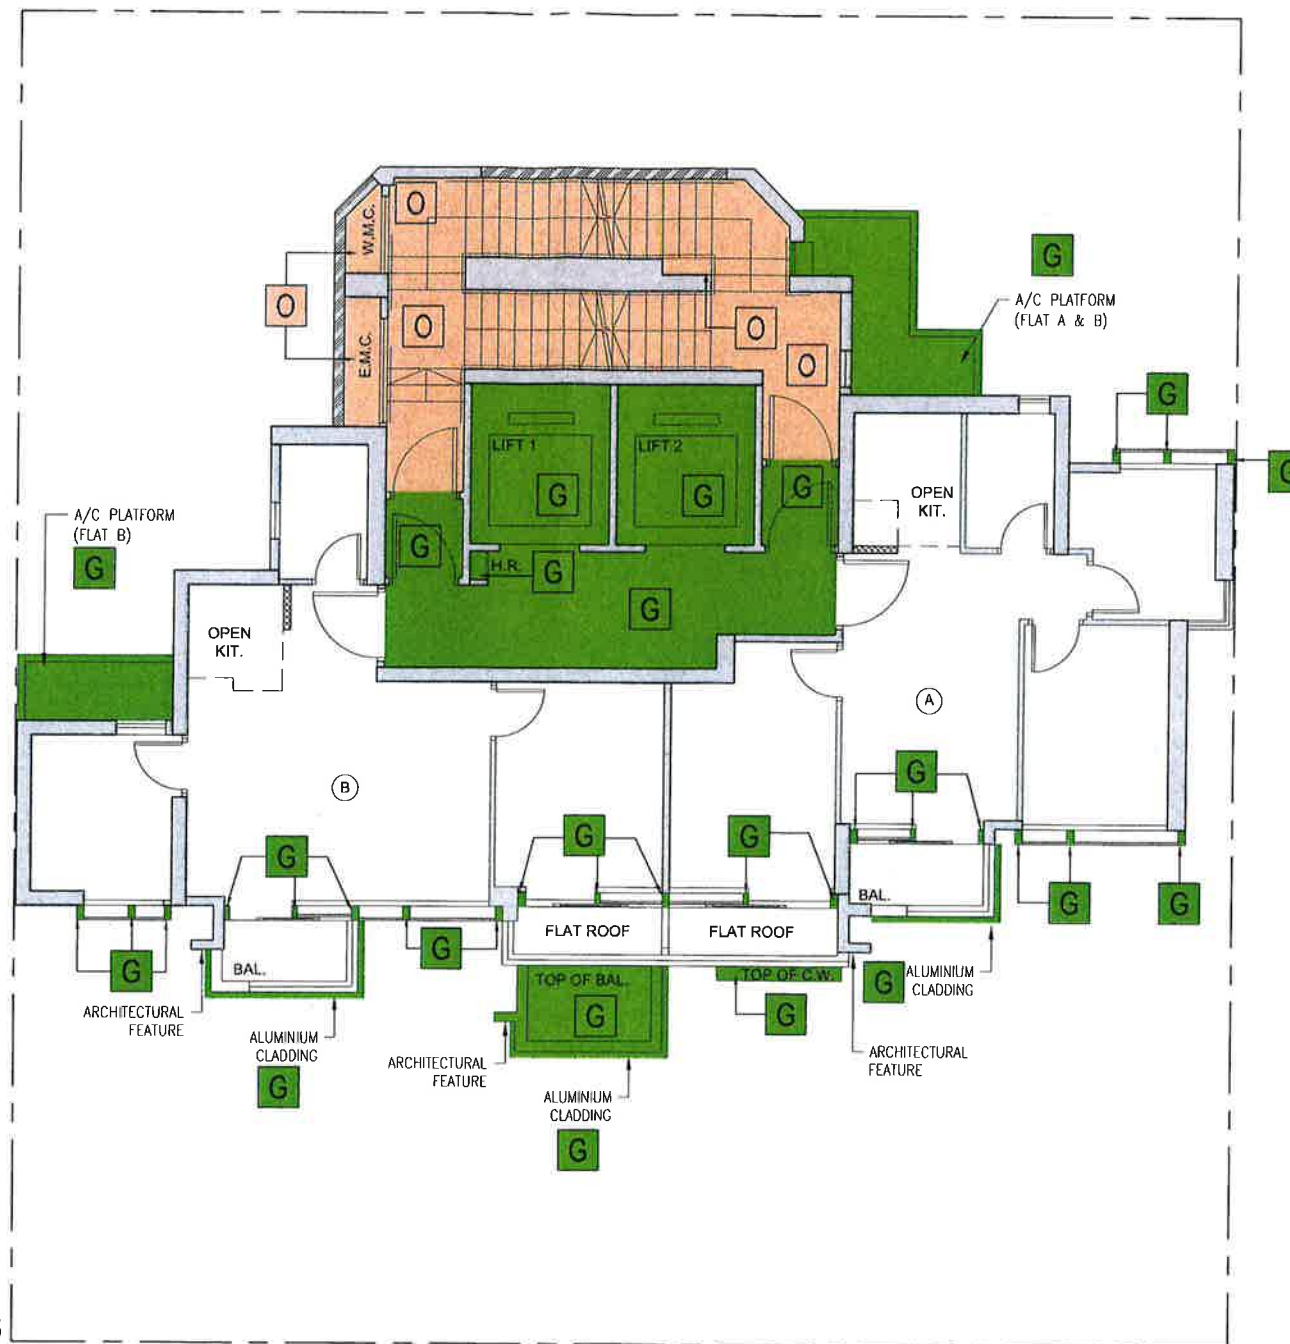 O
W.M.C.
G
A/C PLATFORM
(FLAT A & B)
O
E.M.C.
O
O
O
G
G
LIFT 1
LIFT 2
G
G
G
OPEN
KIT.
A/C PLATFORM
(FLAT B)
G
G
H.R.
G
G
OPEN
KIT.
A
B
G
G
G
G
BAL.
G
G
FLAT ROOF
FLAT ROOF
G
G
BAL.
TOP OF BAL.
TOP OF C.W.
G
ALUMINIUM
CLADDING
ARCHITECTURAL
FEATURE
G
G
ALUMINIUM
CLADDING
G
ARCHITECTURAL
FEATURE
ARCHITECTURAL
FEATURE
ALUMINIUM
CLADDING
G